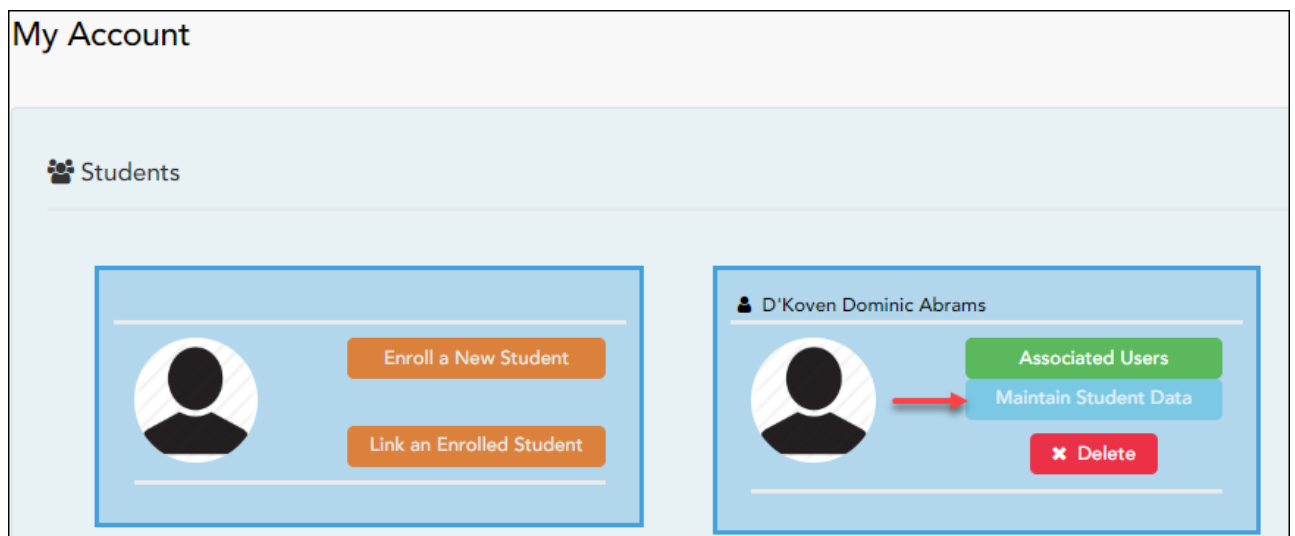 My Account
Students
Enroll a New Student
Link an Enrolled Student
D'Koven Dominic Abrams
Associated Users
Maintain Student Data
Delete